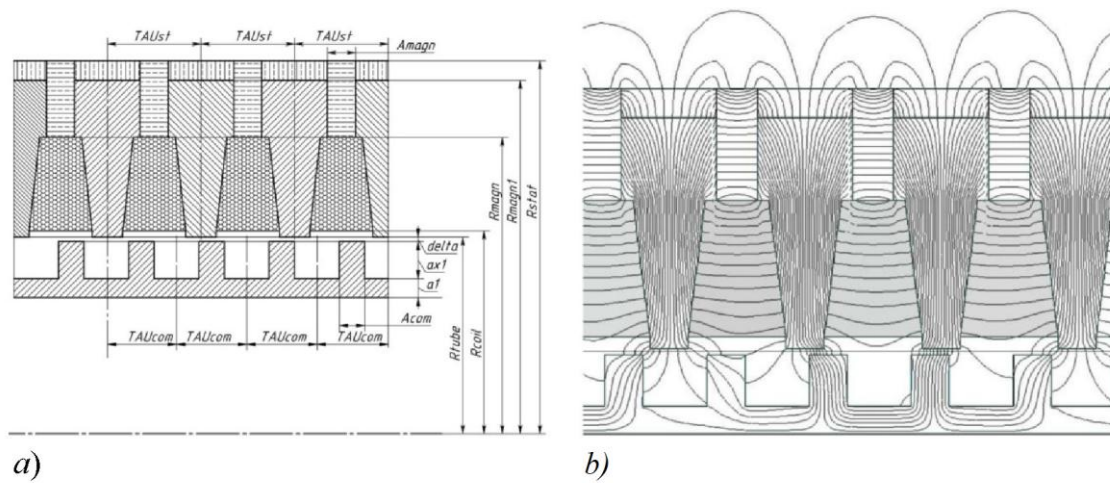 TAUst TAUst TAUst
Amagn
Rmagn
Rmagn1
Rstat
delta
ax1
a1
TAUcom TAUcom TAUcom TAUcom
Acom
Rtube
Rcoil
a) b)